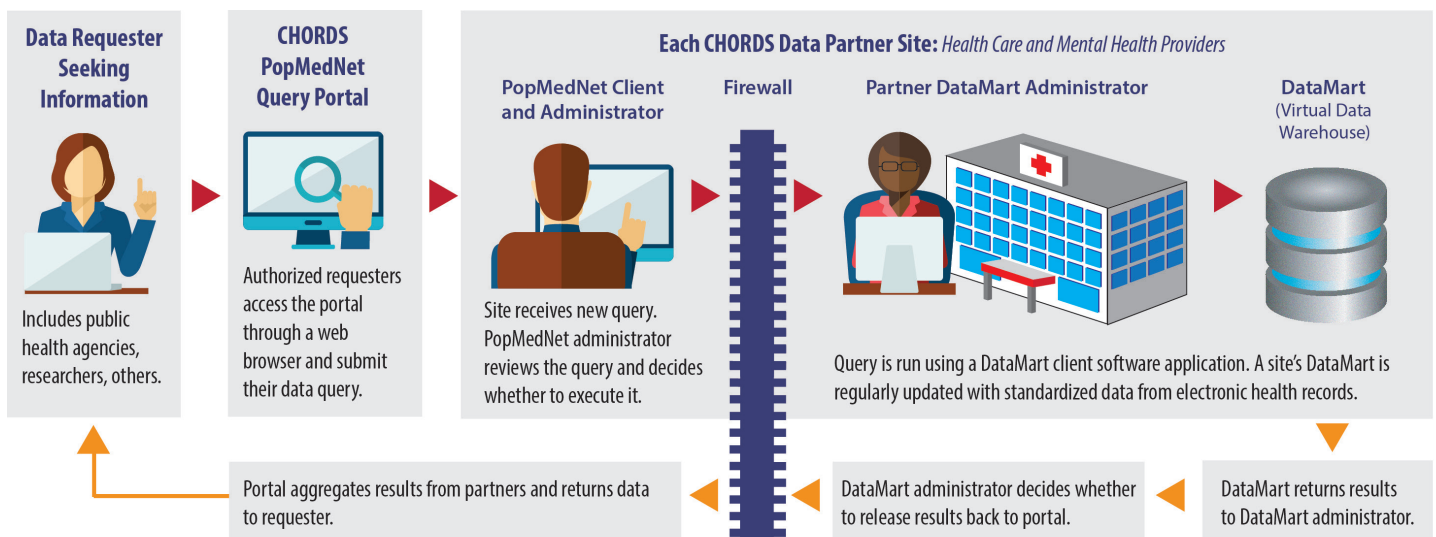 Data Requester
Seeking
Information
Includes public
health agencies,
researchers, others.
CHORDS
PopMedNet
Query Portal
Authorized requesters
access the portal
through a web
browser and submit
their data query.
Each CHORDS Data Partner Site: Health Care and Mental Health Providers
PopMedNet Client
and Administrator
Site receives new query.
PopMedNet administrator
reviews the query and decides
whether to execute it.
Firewall
Partner DataMart Administrator
DataMart
(Virtual Data
Warehouse)
Query is run using a DataMart client software application. A site's DataMart is
regularly updated with standardized data from electronic health records.
DataMart returns results
to DataMart administrator.
DataMart administrator decides whether
to release results back to portal.
Portal aggregates results from partners and returns data
to requester.